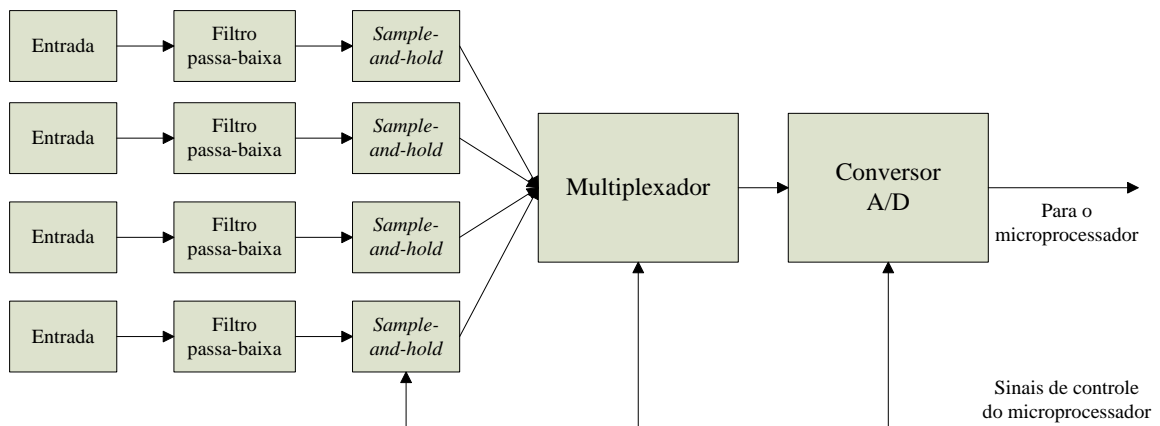 Entrada
Filtro
passa-baixa
Sample-
and-hold
Entrada
Filtro
passa-baixa
Sample-
and-hold
Entrada
Filtro
passa-baixa
Sample-
and-hold
Entrada
Filtro
passa-baixa
Sample-
and-hold
Multiplexador
Conversor
A/D
Para o
microprocessador
Sinais de controle
do microprocessador